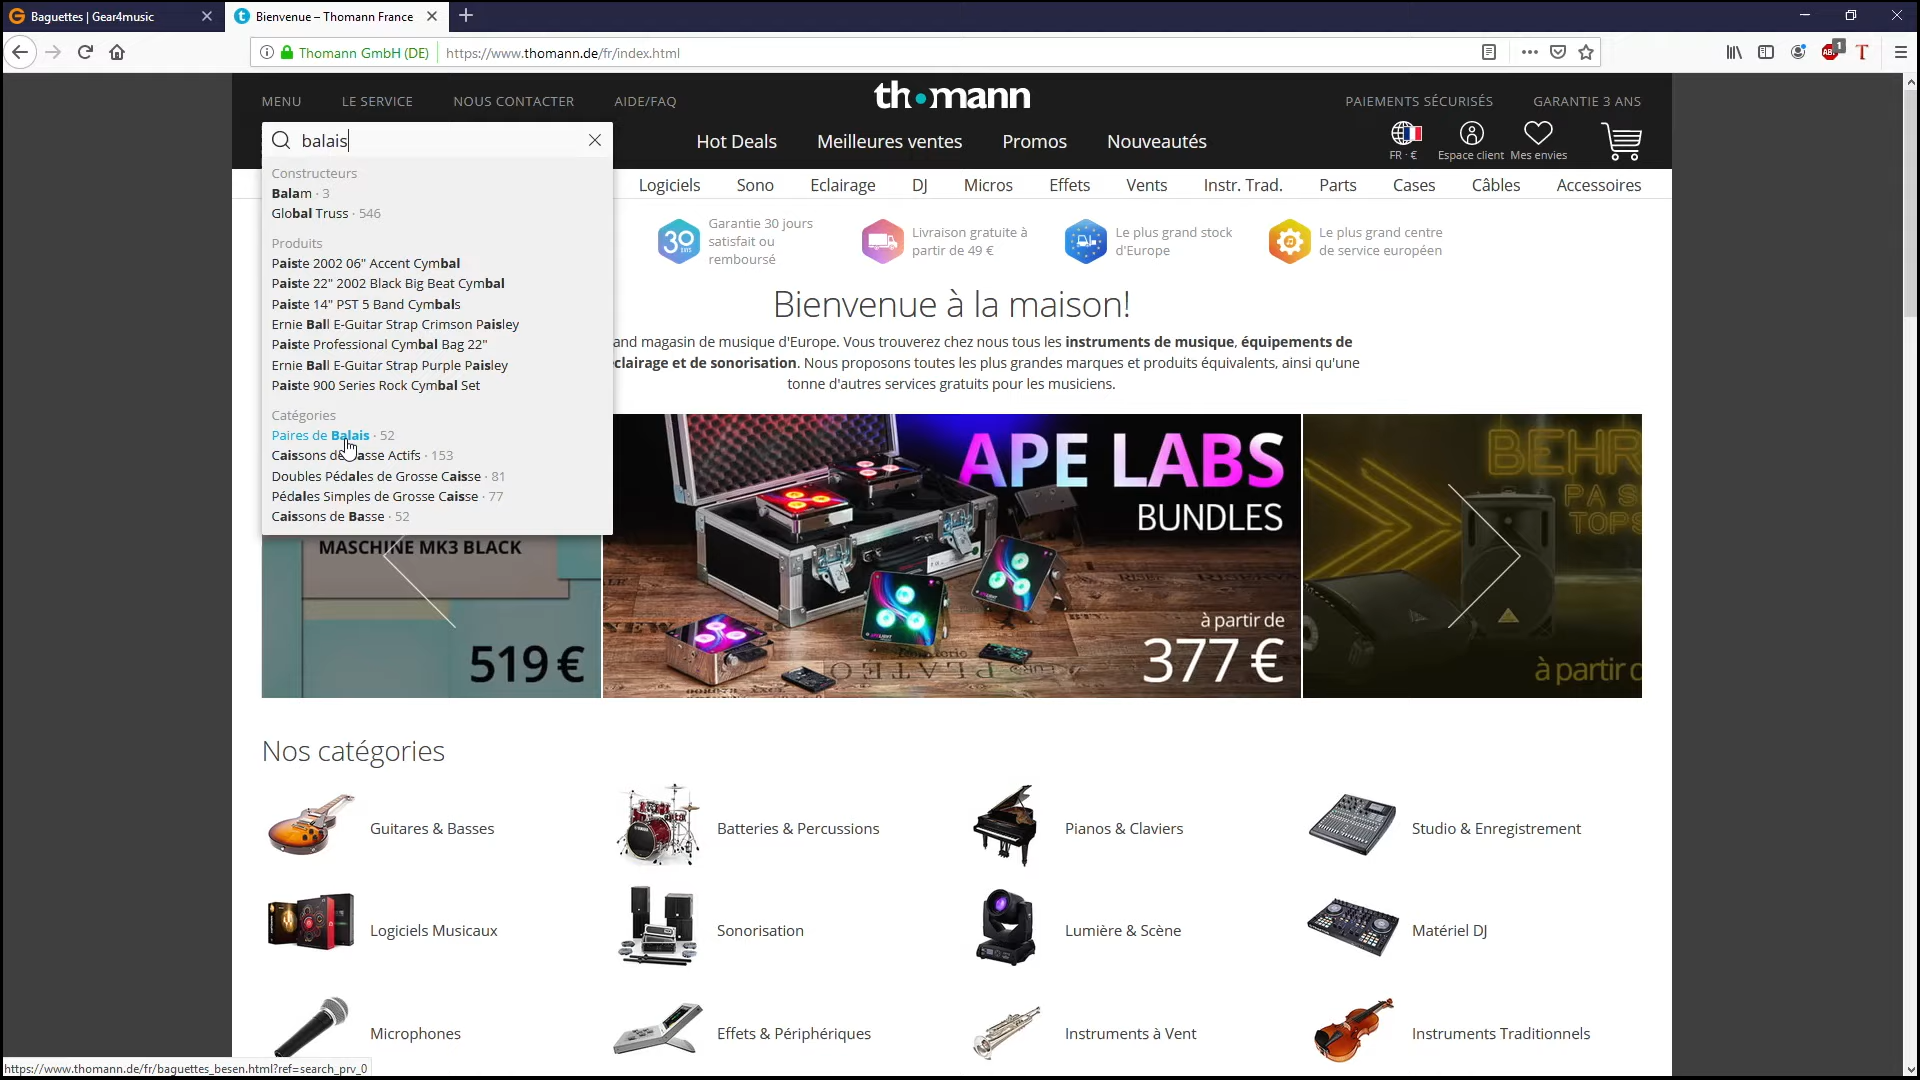 Baguettes | Gear4music
Bienvenue – Thomann France
Thomann GmbH (DE)
https://www.thomann.de/fr/index.html
1
MENU
LE SERVICE
NOUS CONTACTER
AIDE/FAQ
th•mann
PAIEMENTS SÉCURISÉS
GARANTIE 3 ANS
balais
Hot Deals
Meilleures ventes
Promos
Nouveautés
FR · €
Espace client
Mes envies
Logiciels
Sono
Eclairage
DJ
Micros
Effets
Vents
Instr. Trad.
Parts
Cases
Câbles
Accessoires
Constructeurs
Balam · 3
Global Truss · 546
Produits
Paiste 2002 06" Accent Cymbal
Paiste 22" 2002 Black Big Beat Cymbal
Paiste 14" PST 5 Band Cymbals
Ernie Ball E-Guitar Strap Crimson Paisley
Paiste Professional Cymbal Bag 22"
Ernie Ball E-Guitar Strap Purple Paisley
Paiste 900 Series Rock Cymbal Set
Catégories
Paires de Balais · 52
Caissons de Basse Actifs · 153
Doubles Pédales de Grosse Caisse · 81
Pédales Simples de Grosse Caisse · 77
Caissons de Basse · 52
30
JOURS
Garantie 30 jours
satisfait ou
remboursé
Livraison gratuite à
partir de 49 €
Le plus grand stock
d'Europe
Le plus grand centre
de service européen
Bienvenue à la maison!
and magasin de musique d'Europe. Vous trouverez chez nous tous les instruments de musique, équipements de
clairage et de sonorisation. Nous proposons toutes les plus grandes marques et produits équivalents, ainsi qu'une
tonne d'autres services gratuits pour les musiciens.
MASCHINE MK3 BLACK
519 €
APE LABS
BUNDLES
à partir de
377 €
BEHR
PA S
TOPS
à partir d
Nos catégories
Guitares & Basses
Batteries & Percussions
Pianos & Claviers
Studio & Enregistrement
Logiciels Musicaux
Sonorisation
Lumière & Scène
Matériel DJ
Microphones
Effets & Périphériques
Instruments à Vent
Instruments Traditionnels
https://www.thomann.de/fr/baguettes_besen.html?ref=search_prv_0